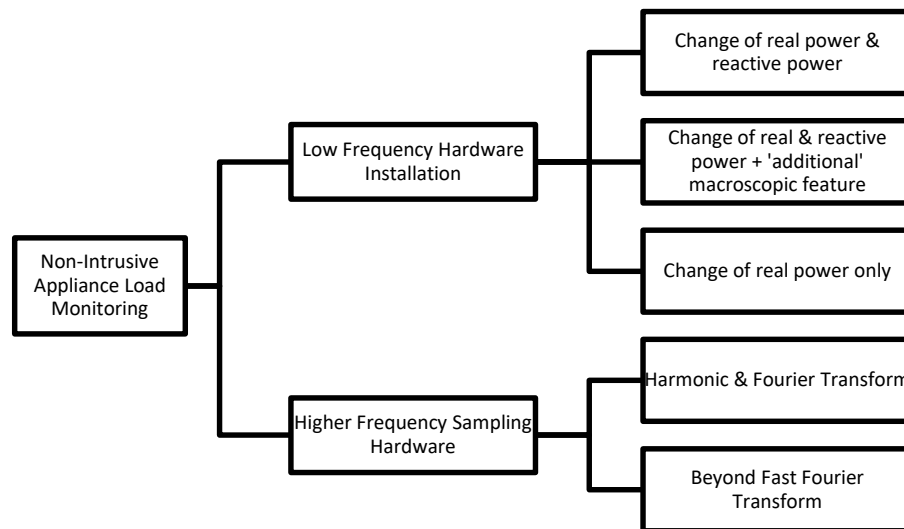 Non-Intrusive
Appliance Load
Monitoring
Low Frequency Hardware
Installation
Change of real power &
reactive power
Change of real & reactive
power + 'additional'
macroscopic feature
Change of real power only
Higher Frequency Sampling
Hardware
Harmonic & Fourier Transform
Beyond Fast Fourier
Transform